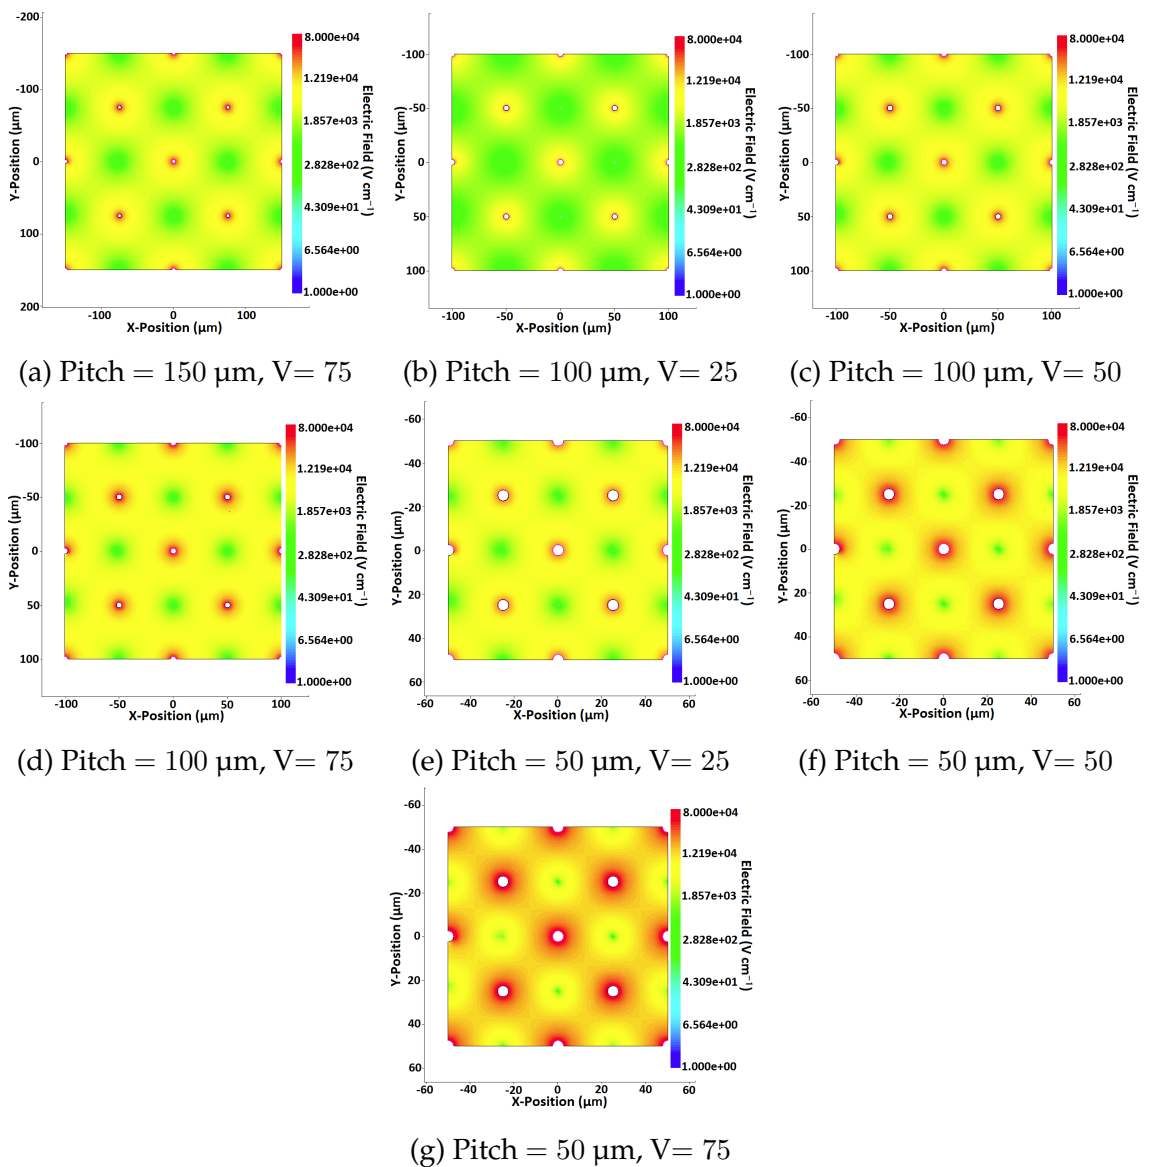 -200
-100
0
100
200
Y-Position (µm)
-100 0 100
X-Position (µm)
8.000e+04
1.219e+04
1.857e+03
2.828e+02
4.309e+01
6.564e+00
1.000e+00
Electric Field (V cm⁻¹)
(a) Pitch = 150 µm, V= 75
-100
-50
0
50
100
Y-Position (µm)
-100 -50 0 50 100
X-Position (µm)
8.000e+04
1.219e+04
1.857e+03
2.828e+02
4.309e+01
6.564e+00
1.000e+00
Electric Field (V cm⁻¹)
(b) Pitch = 100 µm, V= 25
-100
-50
0
50
100
Y-Position (µm)
-100 -50 0 50 100
X-Position (µm)
8.000e+04
1.219e+04
1.857e+03
2.828e+02
4.309e+01
6.564e+00
1.000e+00
Electric Field (V cm⁻¹)
(c) Pitch = 100 µm, V= 50
-100
-50
0
50
100
Y-Position (µm)
-100 -50 0 50 100
X-Position (µm)
8.000e+04
1.219e+04
1.857e+03
2.828e+02
4.309e+01
6.564e+00
1.000e+00
Electric Field (V cm⁻¹)
(d) Pitch = 100 µm, V= 75
-60
-40
-20
0
20
40
60
Y-Position (µm)
-60 -40 -20 0 20 40 60
X-Position (µm)
8.000e+04
1.219e+04
1.857e+03
2.828e+02
4.309e+01
6.564e+00
1.000e+00
Electric Field (V cm⁻¹)
(e) Pitch = 50 µm, V= 25
-60
-40
-20
0
20
40
60
Y-Position (µm)
-60 -40 -20 0 20 40 60
X-Position (µm)
8.000e+04
1.219e+04
1.857e+03
2.828e+02
4.309e+01
6.564e+00
1.000e+00
Electric Field (V cm⁻¹)
(f) Pitch = 50 µm, V= 50
-60
-40
-20
0
20
40
60
Y-Position (µm)
-60 -40 -20 0 20 40 60
X-Position (µm)
8.000e+04
1.219e+04
1.857e+03
2.828e+02
4.309e+01
6.564e+00
1.000e+00
Electric Field (V cm⁻¹)
(g) Pitch = 50 µm, V= 75